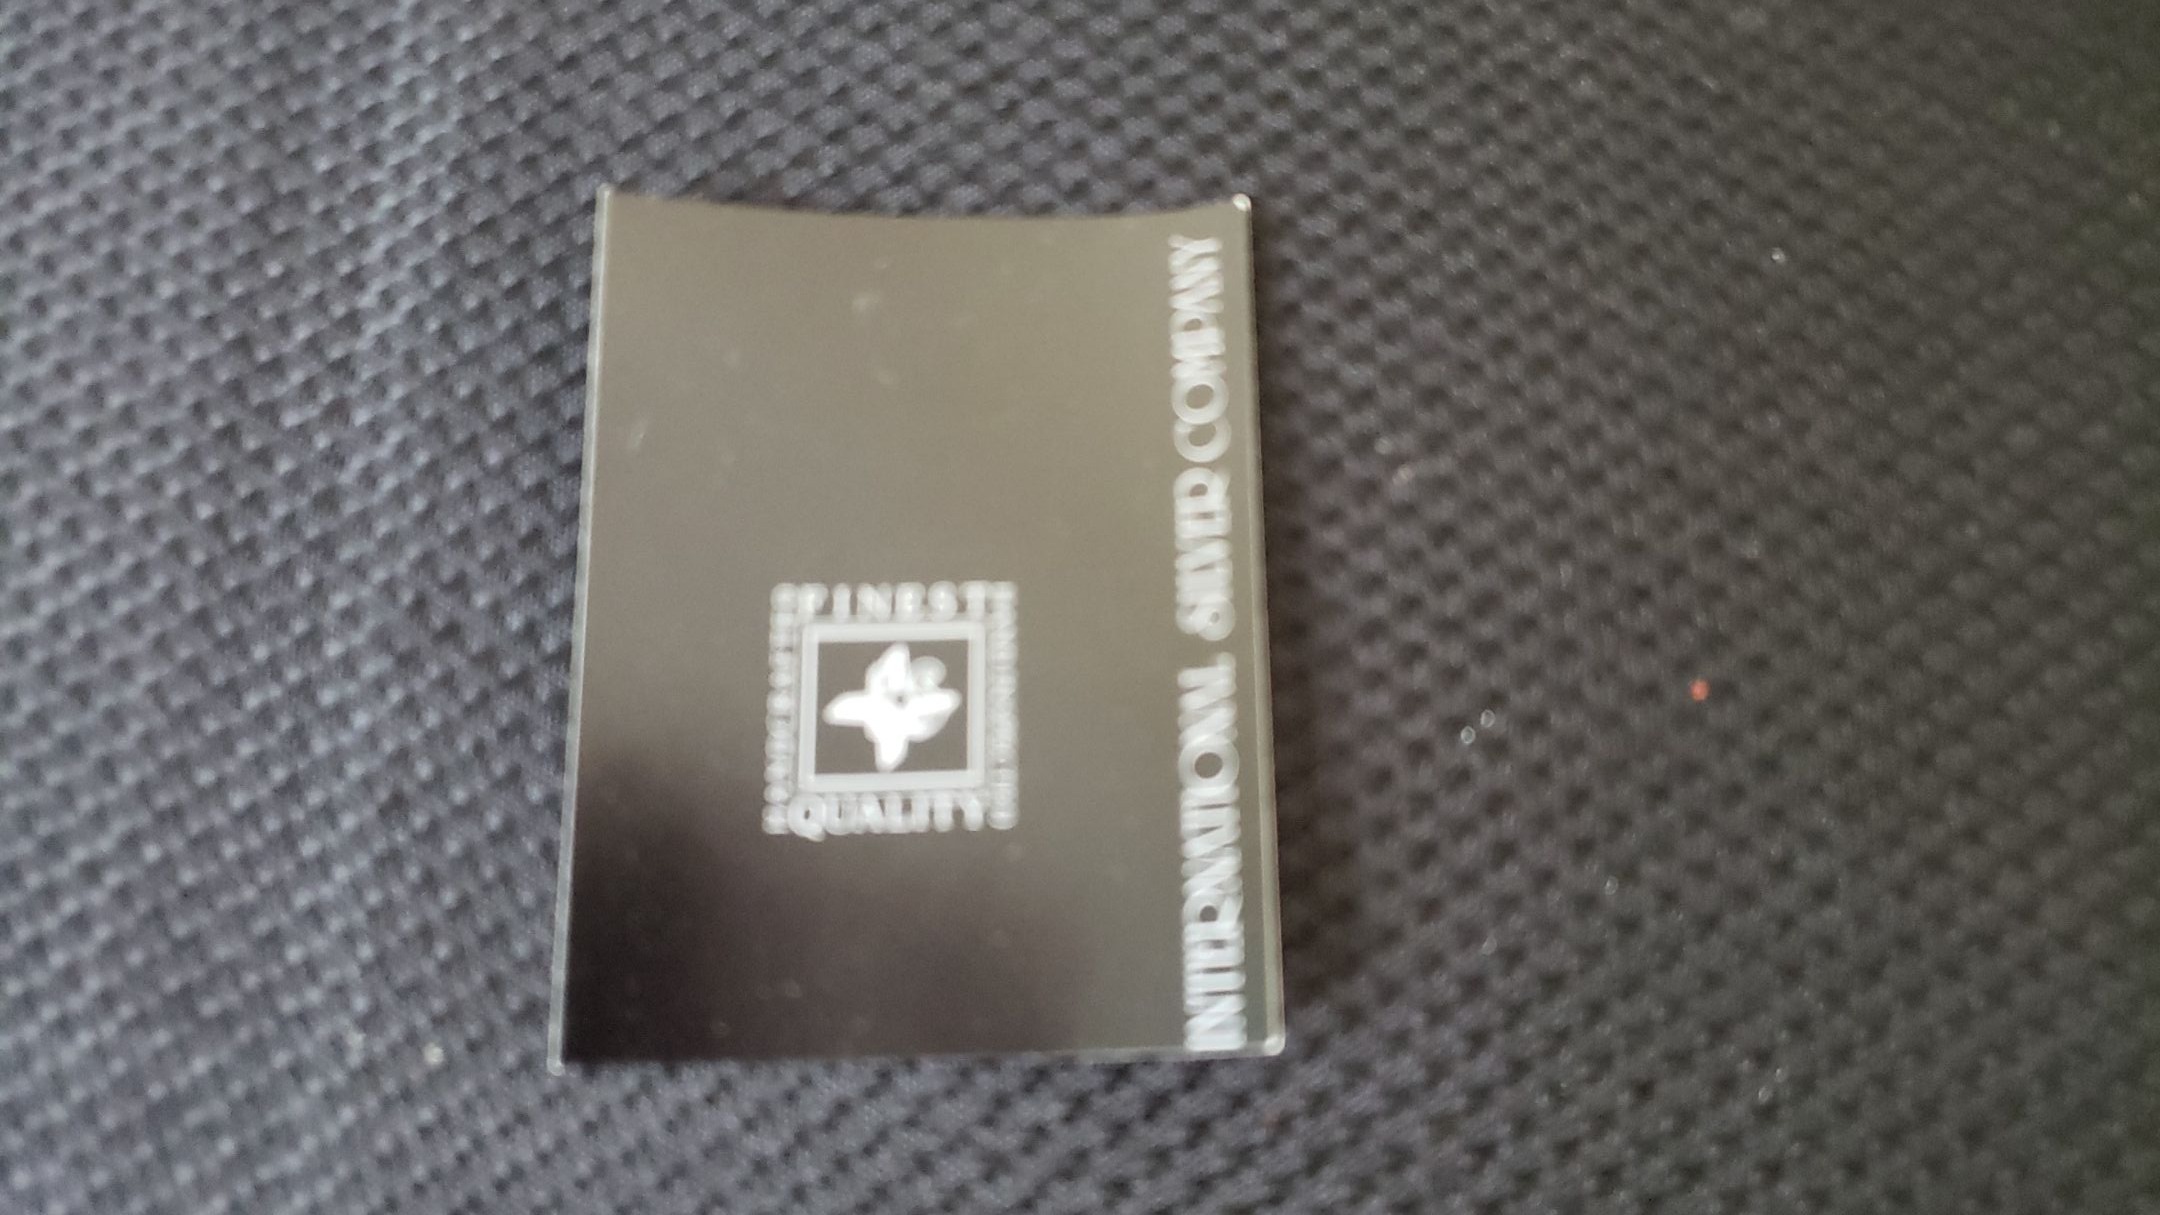 FINEST
QUALITY
INTERNATIONAL SILVER COMPANY